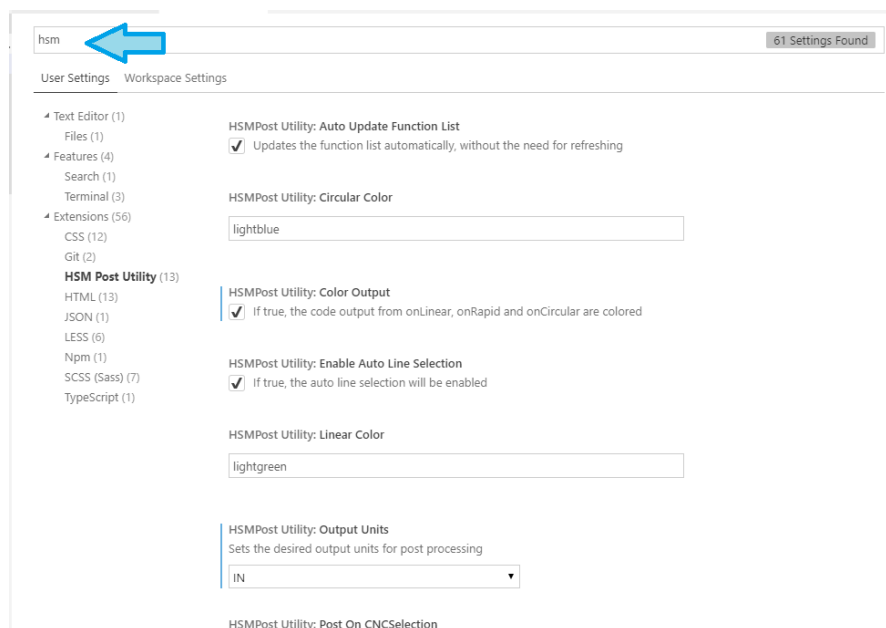 hsm
61 Settings Found
User Settings Workspace Settings
Text Editor (1)
Files (1)
Features (4)
Search (1)
Terminal (3)
Extensions (56)
CSS (12)
Git (2)
HSM Post Utility (13)
HTML (13)
JSON (1)
LESS (6)
Npm (1)
SCSS (Sass) (7)
TypeScript (1)
HSMPost Utility: Auto Update Function List
Updates the function list automatically, without the need for refreshing
HSMPost Utility: Circular Color
lightblue
HSMPost Utility: Color Output
If true, the code output from onLinear, onRapid and onCircular are colored
HSMPost Utility: Enable Auto Line Selection
If true, the auto line selection will be enabled
HSMPost Utility: Linear Color
lightgreen
HSMPost Utility: Output Units
Sets the desired output units for post processing
IN
HSMPost Utility: Post On CNCSelection